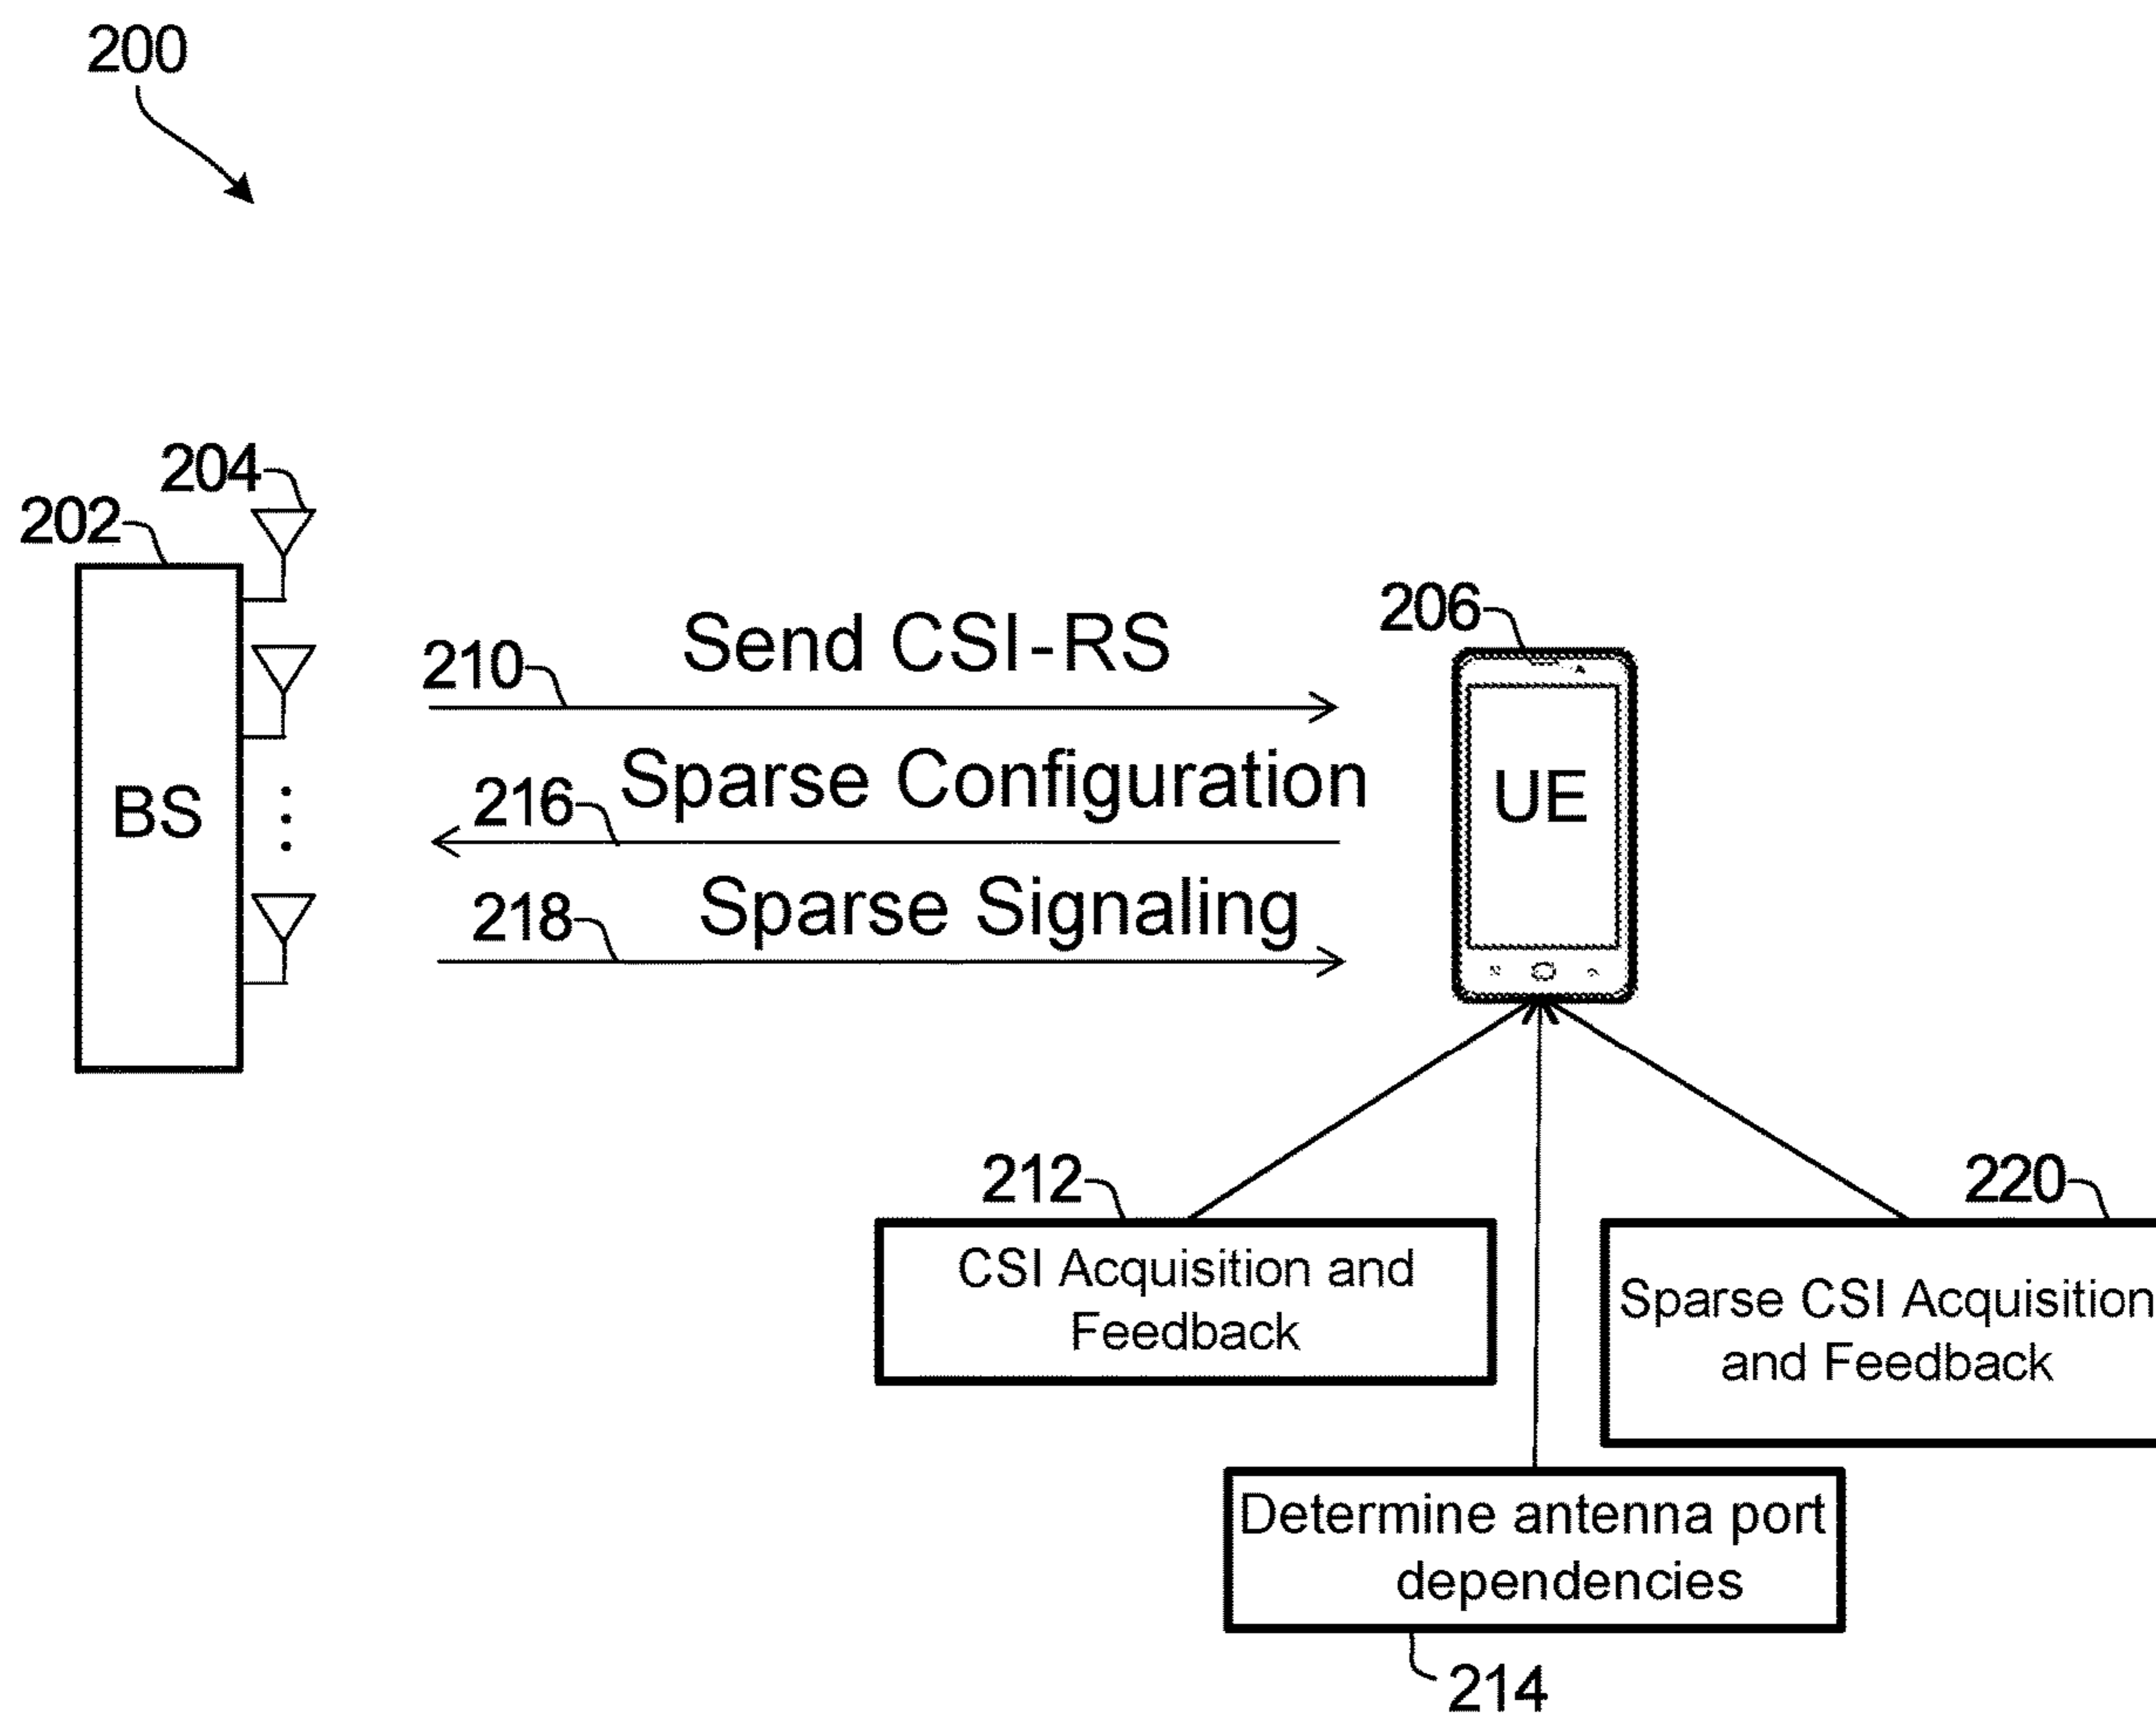 200
204
202
206
Send CSI-RS
210
Sparse Configuration
216
BS
UE
Sparse Signaling
218
212
220
CSI Acquisition and
Feedback
Sparse CSI Acquisition
and Feedback
Determine antenna port
dependencies
214